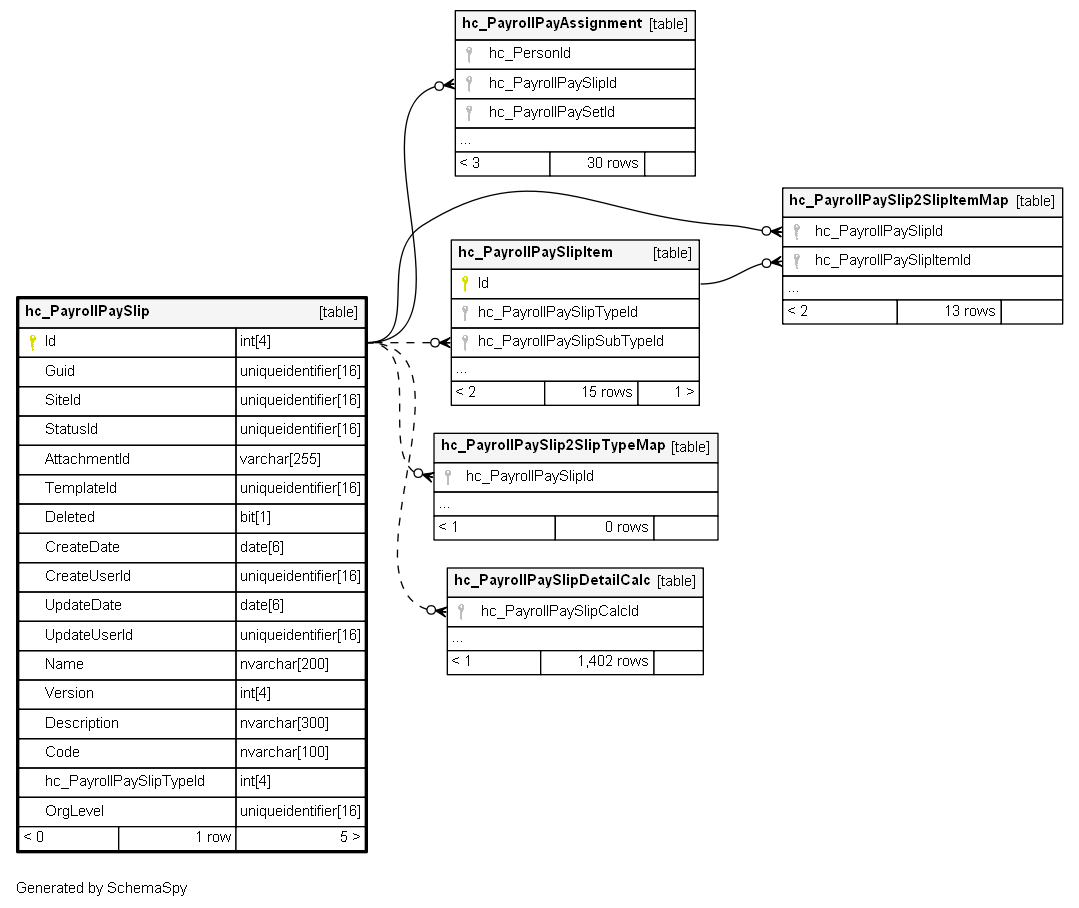 hc_PayrollPayAssignment [table]
hc_PersonId
hc_PayrollPaySlipId
hc_PayrollPaySetId
...
< 3 30 rows
hc_PayrollPaySlip2SlipItemMap [table]
hc_PayrollPaySlipId
hc_PayrollPaySlipItemId
...
< 2 13 rows
hc_PayrollPaySlipItem [table]
Id
hc_PayrollPaySlipTypeId
hc_PayrollPaySlipSubTypeId
...
< 2 15 rows 1 >
hc_PayrollPaySlip [table]
Id int[4]
Guid uniqueidentifier[16]
SiteId uniqueidentifier[16]
StatusId uniqueidentifier[16]
AttachmentId varchar[255]
TemplateId uniqueidentifier[16]
Deleted bit[1]
CreateDate date[6]
CreateUserId uniqueidentifier[16]
UpdateDate date[6]
UpdateUserId uniqueidentifier[16]
Name nvarchar[200]
Version int[4]
Description nvarchar[300]
Code nvarchar[100]
hc_PayrollPaySlipTypeId int[4]
OrgLevel uniqueidentifier[16]
< 0 1 row 5 >
hc_PayrollPaySlip2SlipTypeMap [table]
hc_PayrollPaySlipId
...
< 1 0 rows
hc_PayrollPaySlipDetailCalc [table]
hc_PayrollPaySlipCalcId
...
< 1 1,402 rows
Generated by SchemaSpy